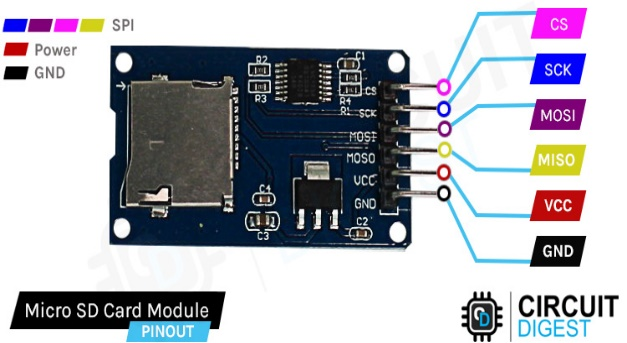 SPI
Power
GND
CS
SCK
MOSI
MISO
VCC
GND
R2
R3
C1
R4
R1
CS
SCK
MOSI
MOSO
VCC
GND
C4
C3
C2
Micro SD Card Module
PINOUT
CD
CIRCUIT
DIGEST